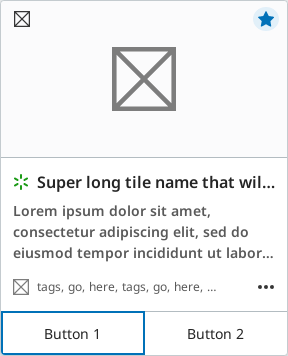 Super long tile name that wil...
Lorem ipsum dolor sit amet,
consectetur adipiscing elit, sed do
eiusmod tempor incididunt ut labor...
tags, go, here, tags, go, here, ...
Button 1
Button 2